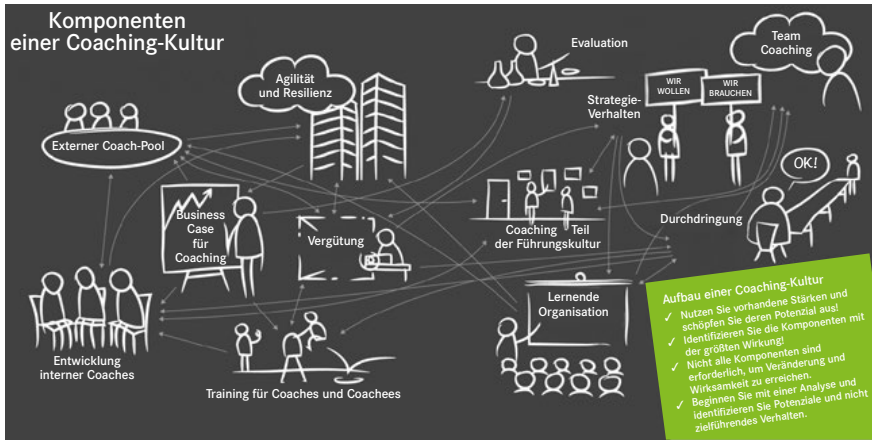 Komponenten
einer Coaching-Kultur
Evaluation
Team
Coaching
Agilität
und Resilienz
WIR
WOLLEN
WIR
BRAUCHEN
Strategie-
Verhalten
Externer Coach-Pool
OK!
Business
Case
für
Coaching
Vergütung
Coaching Teil
der Führungskultur
Durchdringung
Lernende
Organisation
Entwicklung
interner Coaches
Training für Coaches und Coachees
Aufbau einer Coaching-Kultur
✓ Nutzen Sie vorhandene Stärken und
schöpfen Sie deren Potenzial aus!
✓ Identifizieren Sie die Komponenten mit
der größten Wirkung!
✓ Nicht alle Komponenten sind
erforderlich, um Veränderung und
Wirksamkeit zu erreichen.
✓ Beginnen Sie mit einer Analyse und
identifizieren Sie Potenziale und nicht
zielführendes Verhalten.